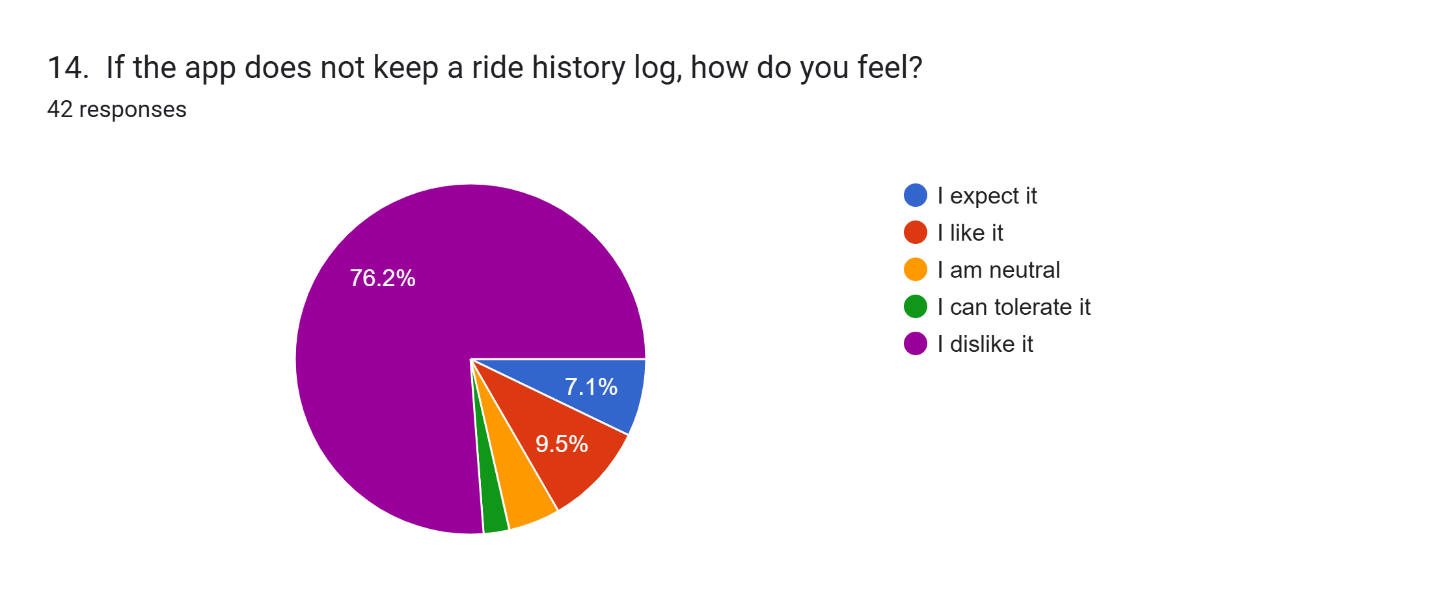 14. If the app does not keep a ride history log, how do you feel?
42 responses
76.2%
7.1%
9.5%
I expect it
I like it
I am neutral
I can tolerate it
I dislike it